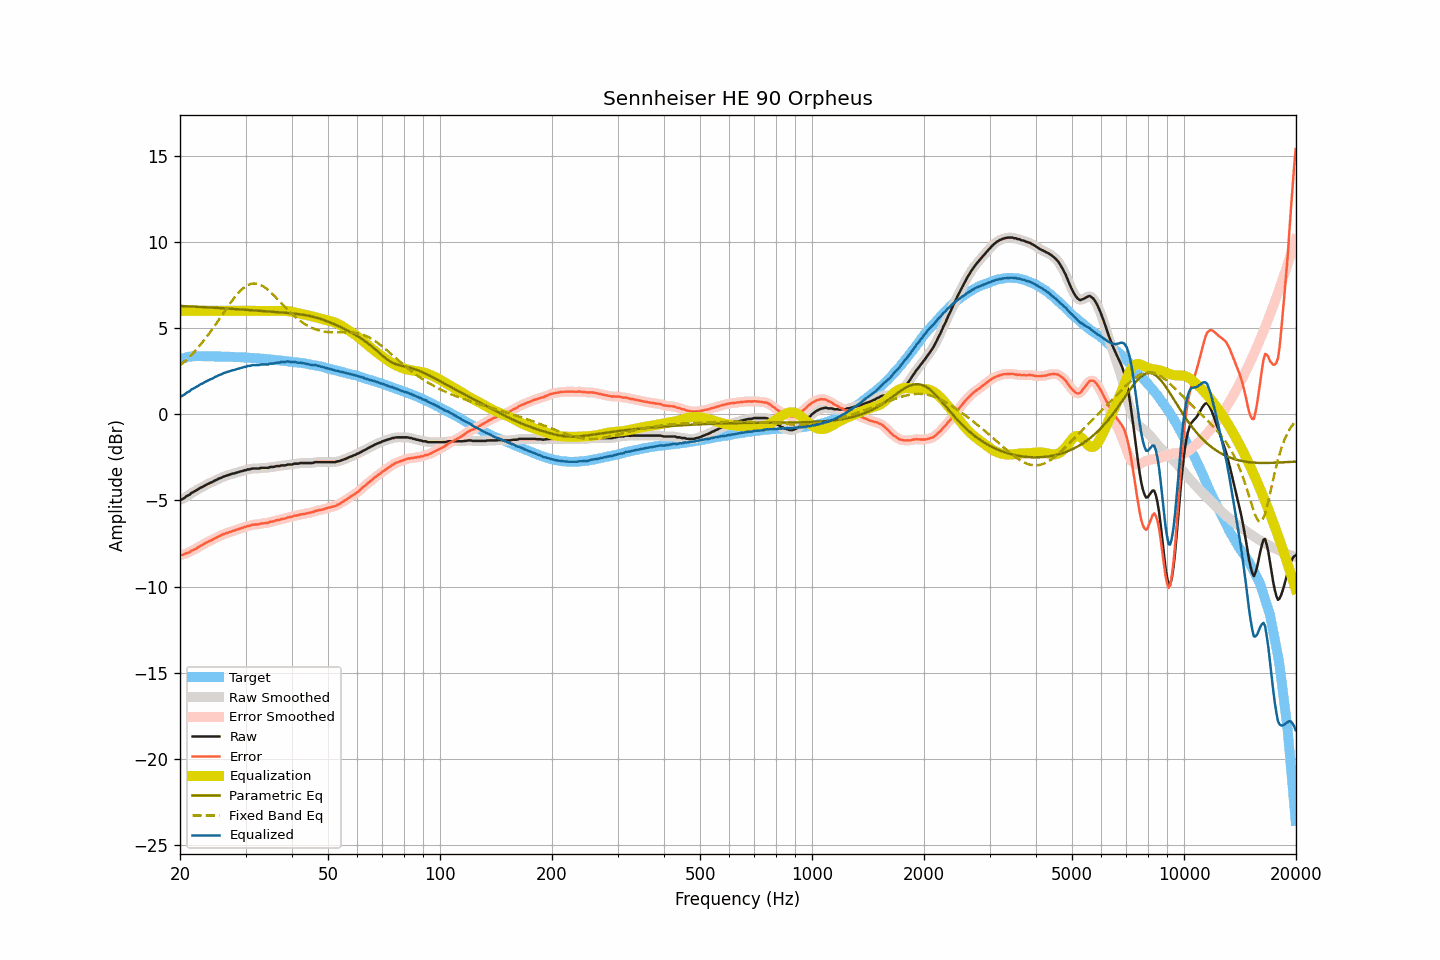 Sennheiser HE 90 Orpheus
Amplitude (dBr)
15
10
5
0
−5
−10
−15
−20
−25
Target
Raw Smoothed
Error Smoothed
Raw
Error
Equalization
Parametric Eq
Fixed Band Eq
Equalized
20 50 100 200 500 1000 2000 5000 10000 20000
Frequency (Hz)